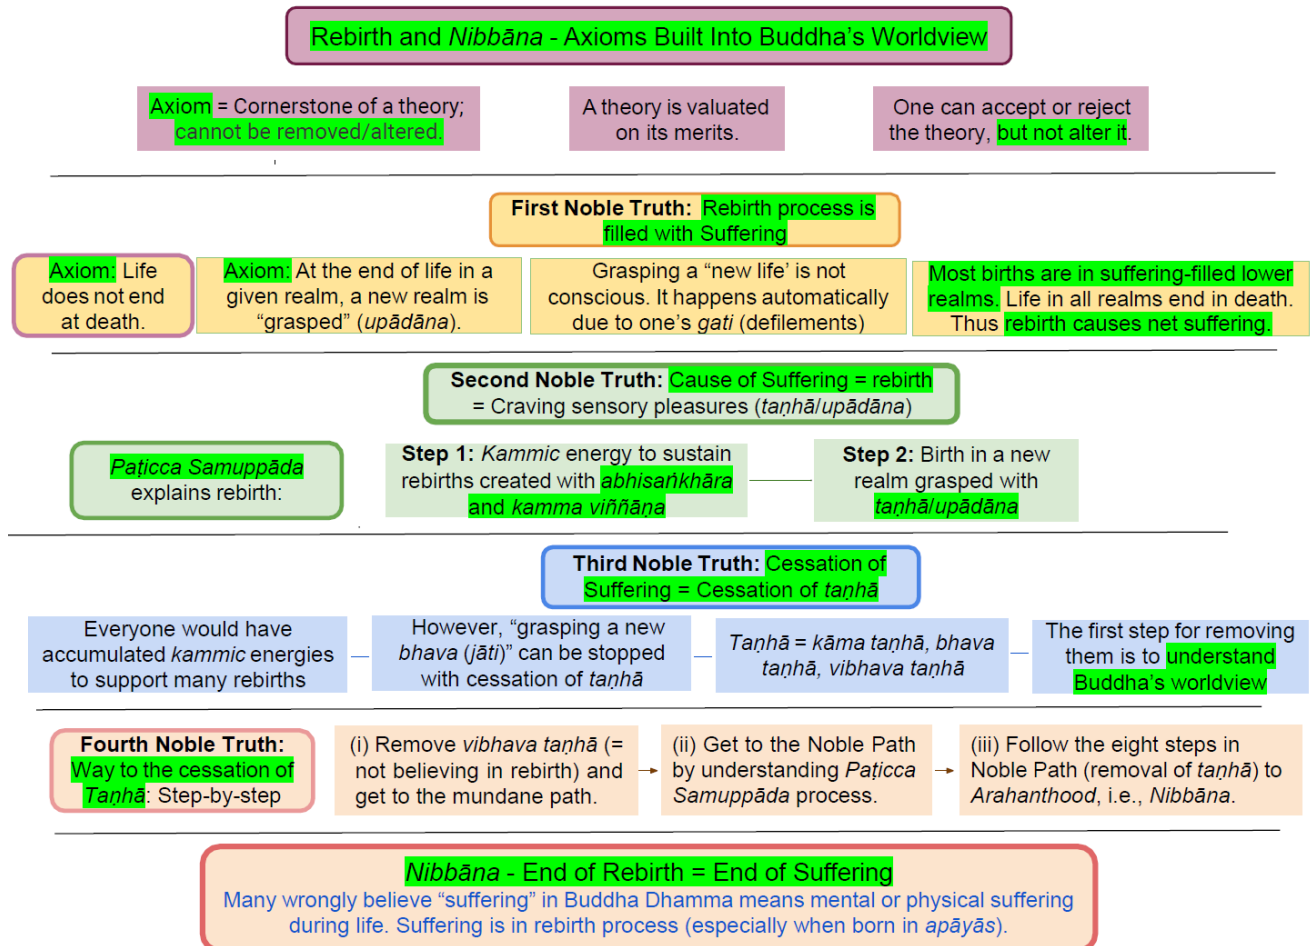 Rebirth and Nibbāna - Axioms Built Into Buddha's Worldview
Axiom = Cornerstone of a theory;
cannot be removed/altered.
A theory is valuated
on its merits.
One can accept or reject
the theory, but not alter it.
First Noble Truth: Rebirth process is
filled with Suffering
Axiom: Life
does not end
at death.
Axiom: At the end of life in a
given realm, a new realm is
“grasped” (upādāna).
Grasping a “new life’ is not
conscious. It happens automatically
due to one’s gati (defilements)
Most births are in suffering-filled lower
realms. Life in all realms end in death.
Thus rebirth causes net suffering.
Second Noble Truth: Cause of Suffering = rebirth
= Craving sensory pleasures (taṇhā/upādāna)
Paṭicca Samuppāda
explains rebirth:
Step 1: Kammic energy to sustain
rebirths created with abhisaṅkhāra
and kamma viññāṇa
Step 2: Birth in a new
realm grasped with
taṇhā/upādāna
Third Noble Truth: Cessation of
Suffering = Cessation of taṇhā
Everyone would have
accumulated kammic energies
to support many rebirths
However, “grasping a new
bhava (jāti)” can be stopped
with cessation of taṇhā
Taṇhā = kāma taṇhā, bhava
taṇhā, vibhava taṇhā
The first step for removing
them is to understand
Buddha’s worldview
Fourth Noble Truth:
Way to the cessation of
Taṇhā: Step-by-step
(i) Remove vibhava taṇhā (=
not believing in rebirth) and
get to the mundane path.
(ii) Get to the Noble Path
by understanding Paṭicca
Samuppāda process.
(iii) Follow the eight steps in
Noble Path (removal of taṇhā) to
Arahanthood, i.e., Nibbāna.
Nibbāna - End of Rebirth = End of Suffering
Many wrongly believe “suffering” in Buddha Dhamma means mental or physical suffering
during life. Suffering is in rebirth process (especially when born in apāyās).